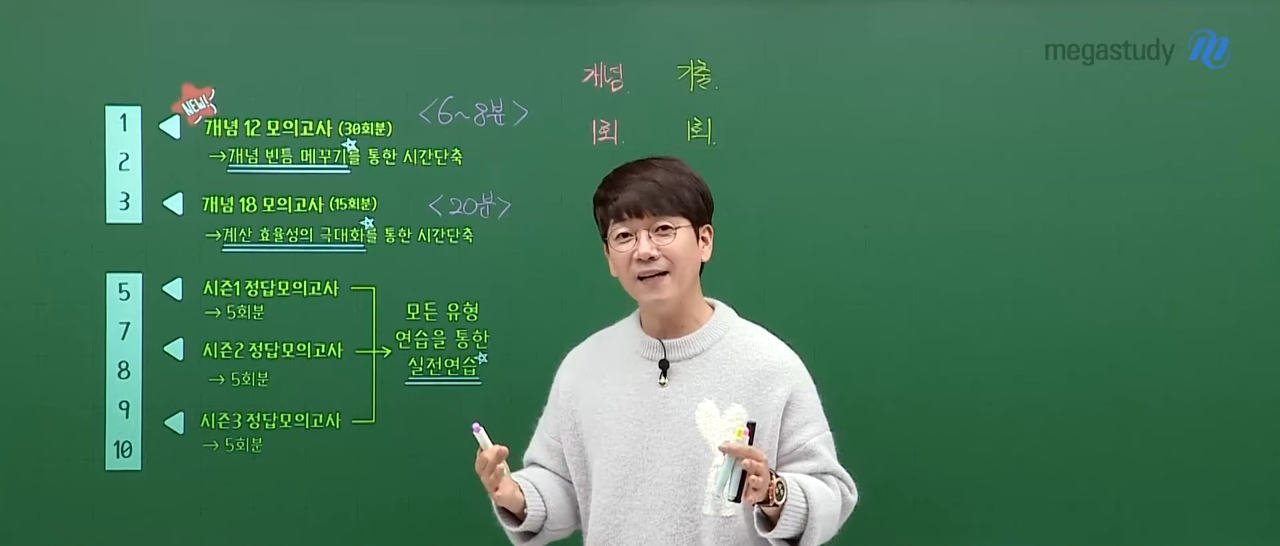 megastudy
개념 기출
1회. 1회.
NEW!
1
2
3
개념 12 모의고사 (30회분)
<6~8분>
→개념 빈틈 메꾸기를 통한 시간단축
개념 18 모의고사 (15회분)
<20분>
→계산 효율성의 극대화를 통한 시간단축
5
7
8
9
10
시즌1 정답모의고사
→ 5회분
시즌2 정답모의고사
→ 5회분
시즌3 정답모의고사
→ 5회분
모든 유형
연습을 통한
실전연습